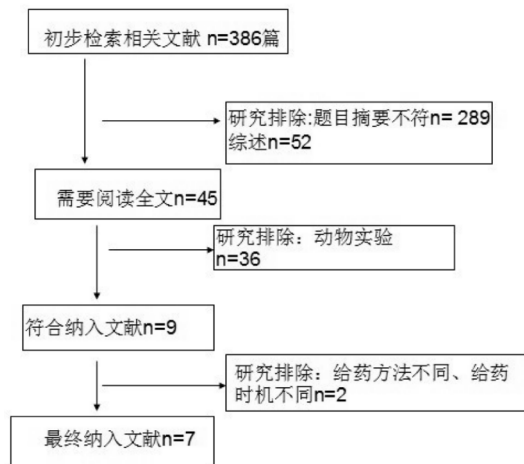 初步检索相关文献 n=386篇
研究排除:题目摘要不符n= 289
综述n=52
需要阅读全文n=45
研究排除：动物实验
n=36
符合纳入文献n=9
研究排除：给药方法不同、给药
时机不同n=2
最终纳入文献n=7